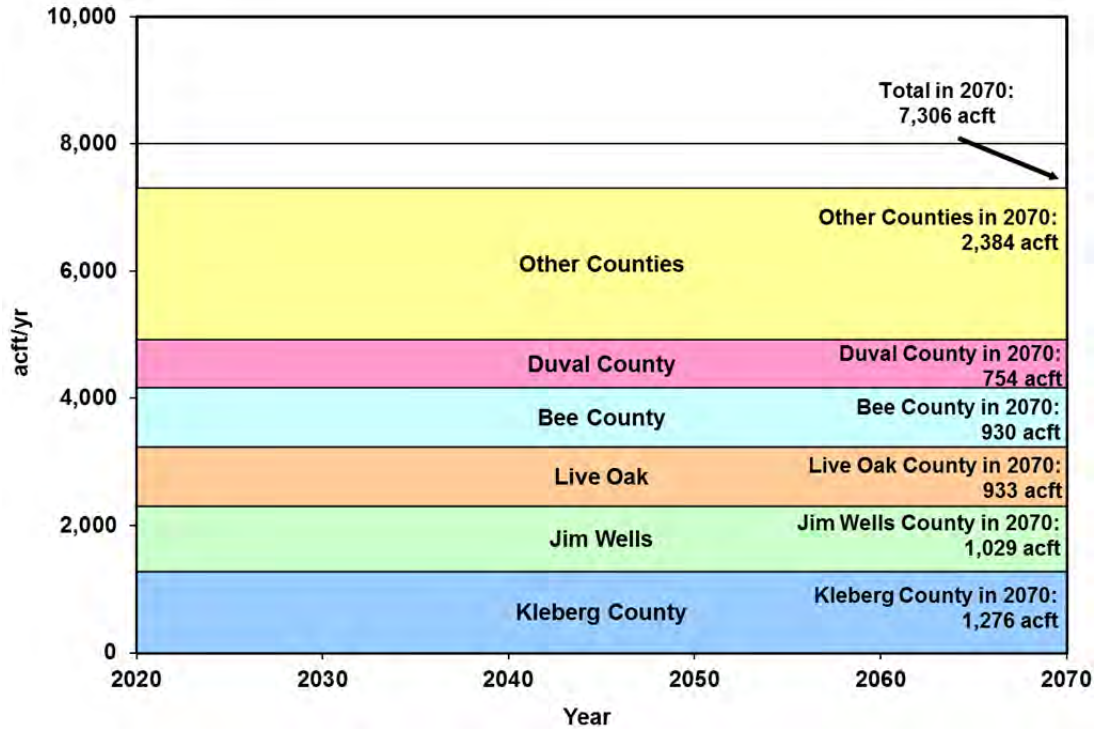 10,000
Total in 2070:
7,306 acft
8,000
Other Counties in 2070:
2,384 acft
Other Counties
6,000
acft/yr
Duval County
Duval County in 2070:
754 acft
4,000
Bee County
Bee County in 2070:
930 acft
Live Oak
Live Oak County in 2070:
933 acft
2,000
Jim Wells
Jim Wells County in 2070:
1,029 acft
Kleberg County
Kleberg County in 2070:
1,276 acft
0
2020 2030 2040 2050 2060 2070
Year